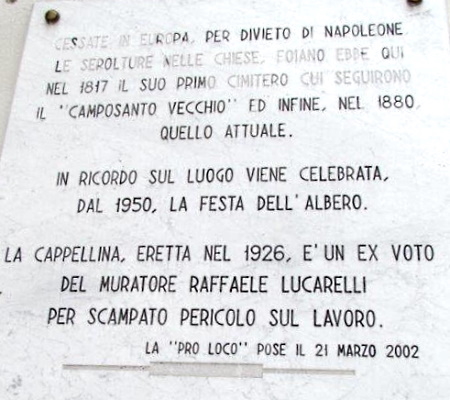 CESSATE IN EUROPA, PER DIVIETO DI NAPOLEONE
LE SEPOLTURE NELLE CHIESE, FOIANO EBBE QUI
NEL 1817 IL SUO PRIMO CIMITERO CUI SEGUIRONO
IL "CAMPOSANTO VECCHIO" ED INFINE, NEL 1880,
QUELLO ATTUALE.
IN RICORDO SUL LUOGO VIENE CELEBRATA,
DAL 1950, LA FESTA DELL'ALBERO.
LA CAPPELLINA, ERETTA NEL 1926, E' UN EX VOTO
DEL MURATORE RAFFAELE LUCARELLI
PER SCAMPATO PERICOLO SUL LAVORO.
LA "PRO LOCO" POSE IL 21 MARZO 2002